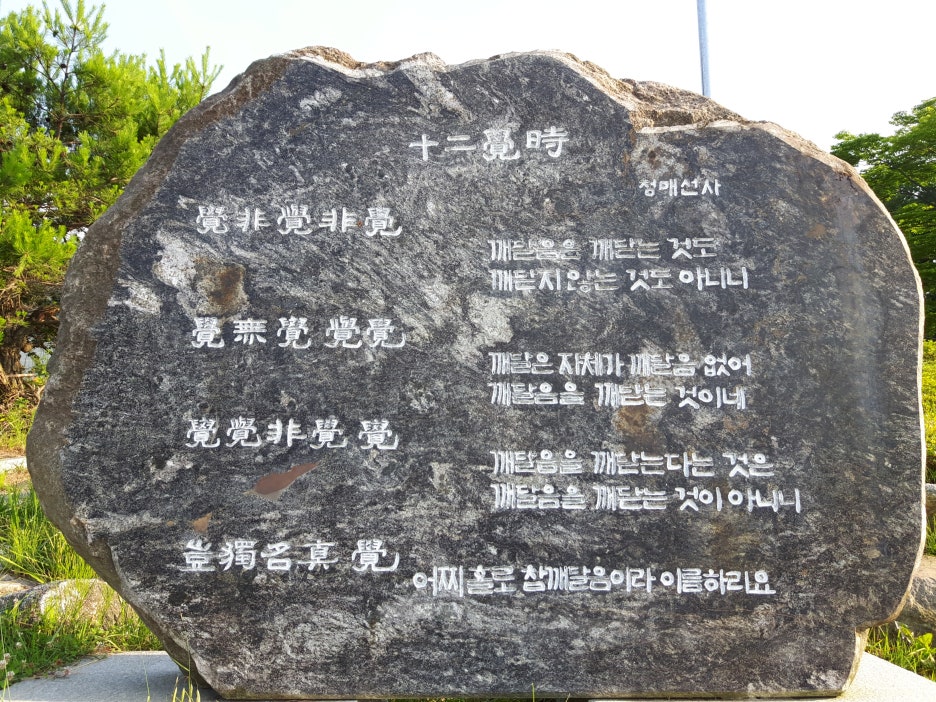 十二覺時
청매선사
覺非覺非覺
깨달음은 깨닫는 것도
깨닫지않는 것도 아니니
覺無覺覺覺
깨달은 자체가 깨달음 없어
깨달음을 깨닫는 것이네
覺覺非覺覺
깨달음을 깨닫는다는 것은
깨달음을 깨닫는 것이 아니니
豈獨名真覺
어찌 홀로 참깨달음이라 이름하리요